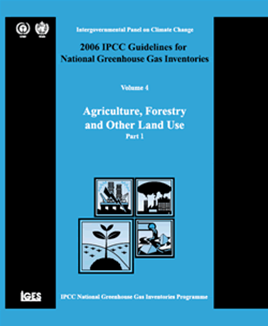 Intergovernmental Panel on Climate Change
2006 IPCC Guidelines for
National Greenhouse Gas Inventories
Volume 4
Agriculture, Forestry
and Other Land Use
Part 1
IGES
IPCC National Greenhouse Gas Inventories Programme